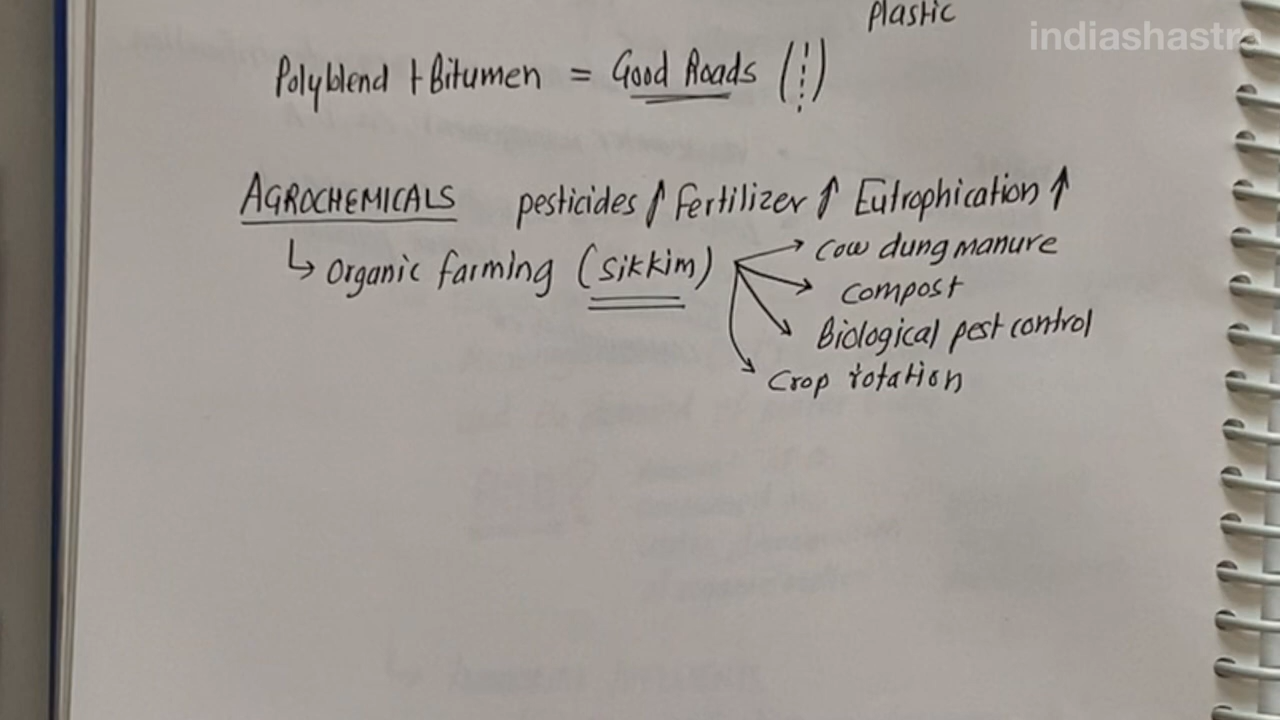 plastic
indiashastra
Polyblend + Bitumen = Good Roads
AGROCHEMICALS pesticides ↑ Fertilizer ↑ Eutrophication ↑
↳ Organic farming (Sikkim) → Cow dung manure
→ Compost
→ Biological pest control
→ Crop rotation